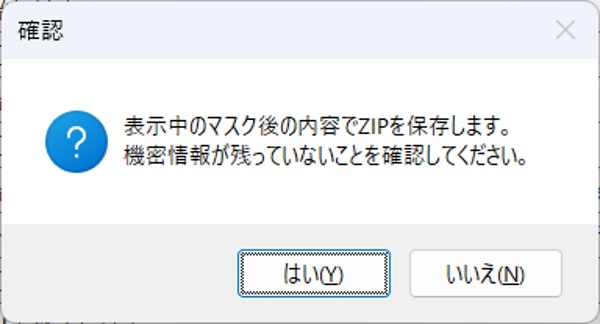 確認
表示中のマスク後の内容でZIPを保存します。
機密情報が残っていないことを確認してください。
はい(Y)
いいえ(N)